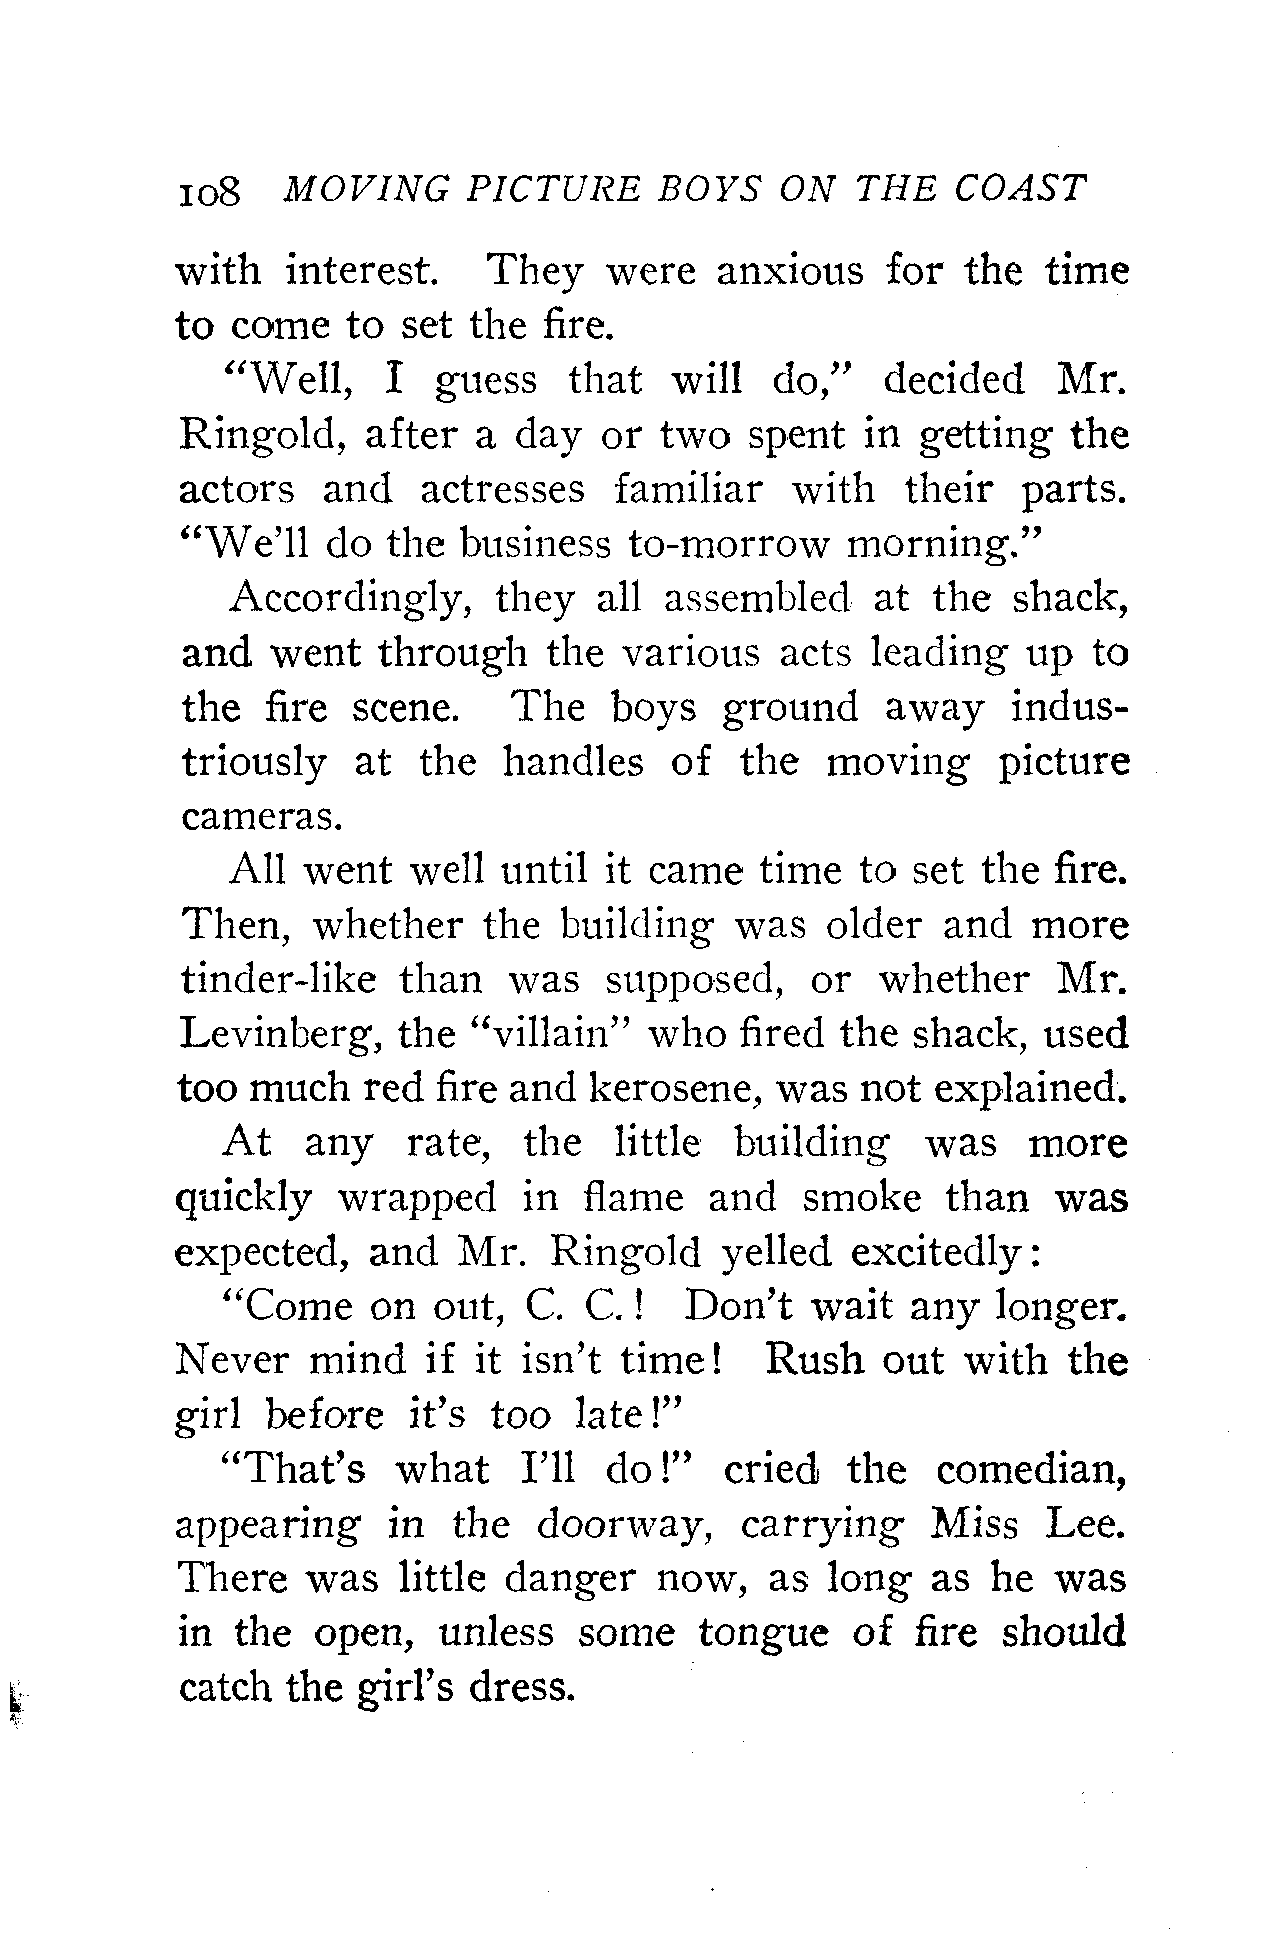 108 MOVING PICTURE BOYS ON THE COAST
with interest. They were anxious for the time
to come to set the fire.
"Well, I guess that will do," decided Mr.
Ringold, after a day or two spent in getting the
actors and actresses familiar with their parts.
"We'll do the business to-morrow morning."
Accordingly, they all assembled at the shack,
and went through the various acts leading up to
the fire scene. The boys ground away indus-
triously at the handles of the moving picture
cameras.
All went well until it came time to set the fire.
Then, whether the building was older and more
tinder-like than was supposed, or whether Mr.
Levinberg, the "villain" who fired the shack, used
too much red fire and kerosene, was not explained.
At any rate, the little building was more
quickly wrapped in flame and smoke than was
expected, and Mr. Ringold yelled excitedly:
"Come on out, C. C.! Don't wait any longer.
Never mind if it isn't time! Rush out with the
girl before it's too late!"
"That's what I'll do!" cried the comedian,
appearing in the doorway, carrying Miss Lee.
There was little danger now, as long as he was
in the open, unless some tongue of fire should
catch the girl's dress.